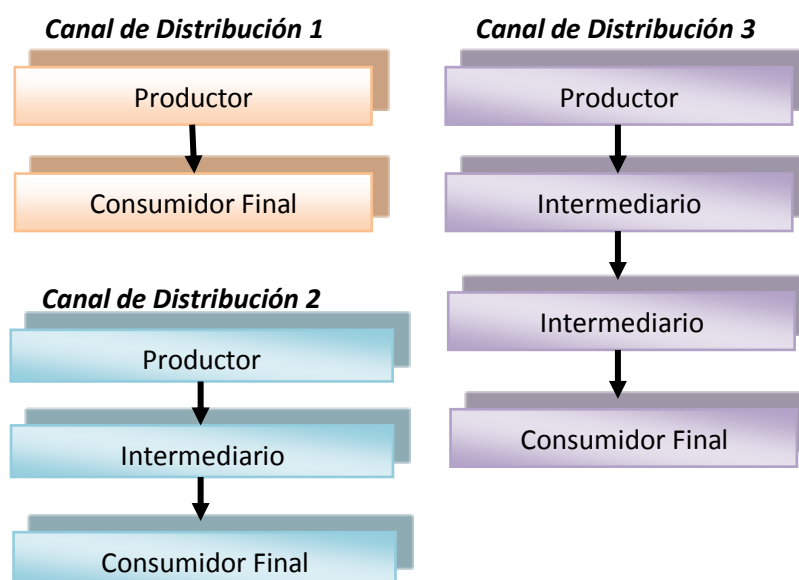 Canal de Distribución 1
Productor
Consumidor Final
Canal de Distribución 2
Productor
Intermediario
Consumidor Final
Canal de Distribución 3
Productor
Intermediario
Intermediario
Consumidor Final